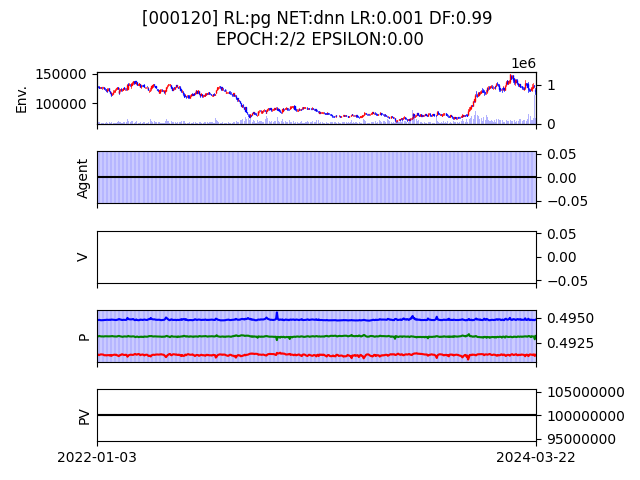 [000120] RL:pg NET:dnn LR:0.001 DF:0.99
EPOCH:2/2 EPSILON:0.00
1e6
150000
100000
Env.
1
0
Agent
0.05
0.00
−0.05
V
0.05
0.00
−0.05
P
0.4950
0.4925
PV
105000000
100000000
95000000
2022-01-03
2024-03-22